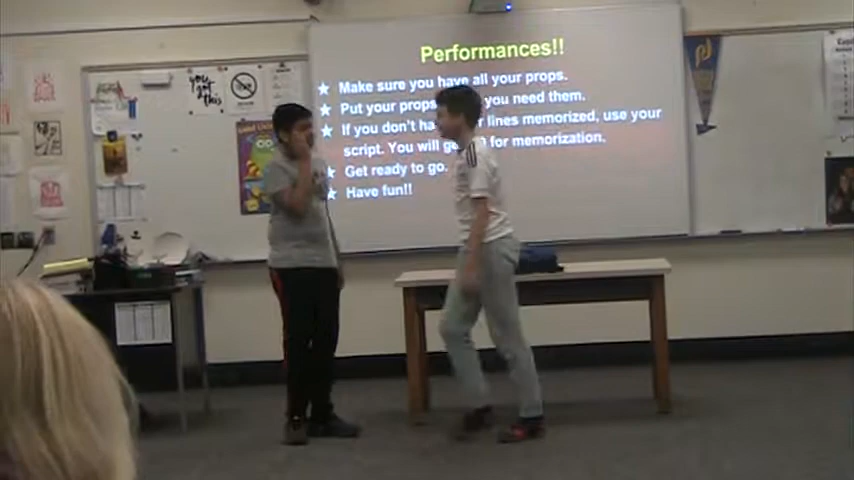 Performances!!
Make sure you have all your props.
Put your props you need them.
If you don't ha r lines memorized, use your
script. You will ge for memorization.
Get ready to go.
Have fun!!
you
got
this